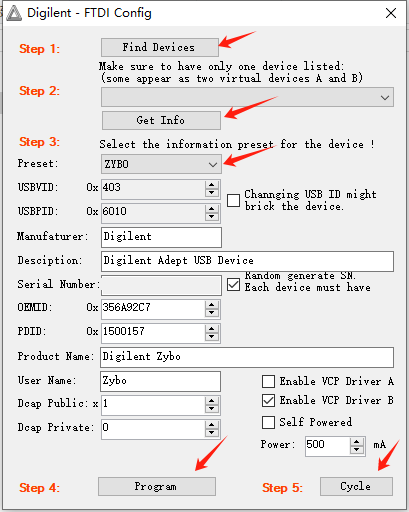 Digilent - FTDI Config
Step 1: Find Devices
Make sure to have only one device listed:
(some appear as two virtual devices A and B)
Step 2:
Get Info
Step 3: Select the information preset for the device !
Preset: ZYBO
USBVID: 0x 403
USBPID: 0x 6010
Channging USB ID might
brick the device.
Manufaturer: Digilent
Desciption: Digilent Adept USB Device
Serial Number:
Random generate SN.
Each device must have
OEMID: 0x 356A92C7
PDID: 0x 1500157
Product Name: Digilent Zybo
User Name: Zybo
Enable VCP Driver A
Dcap Public: x 1
Enable VCP Driver B
Dcap Private: 0
Self Powered
Power: 500 mA
Step 4: Program
Step 5: Cycle